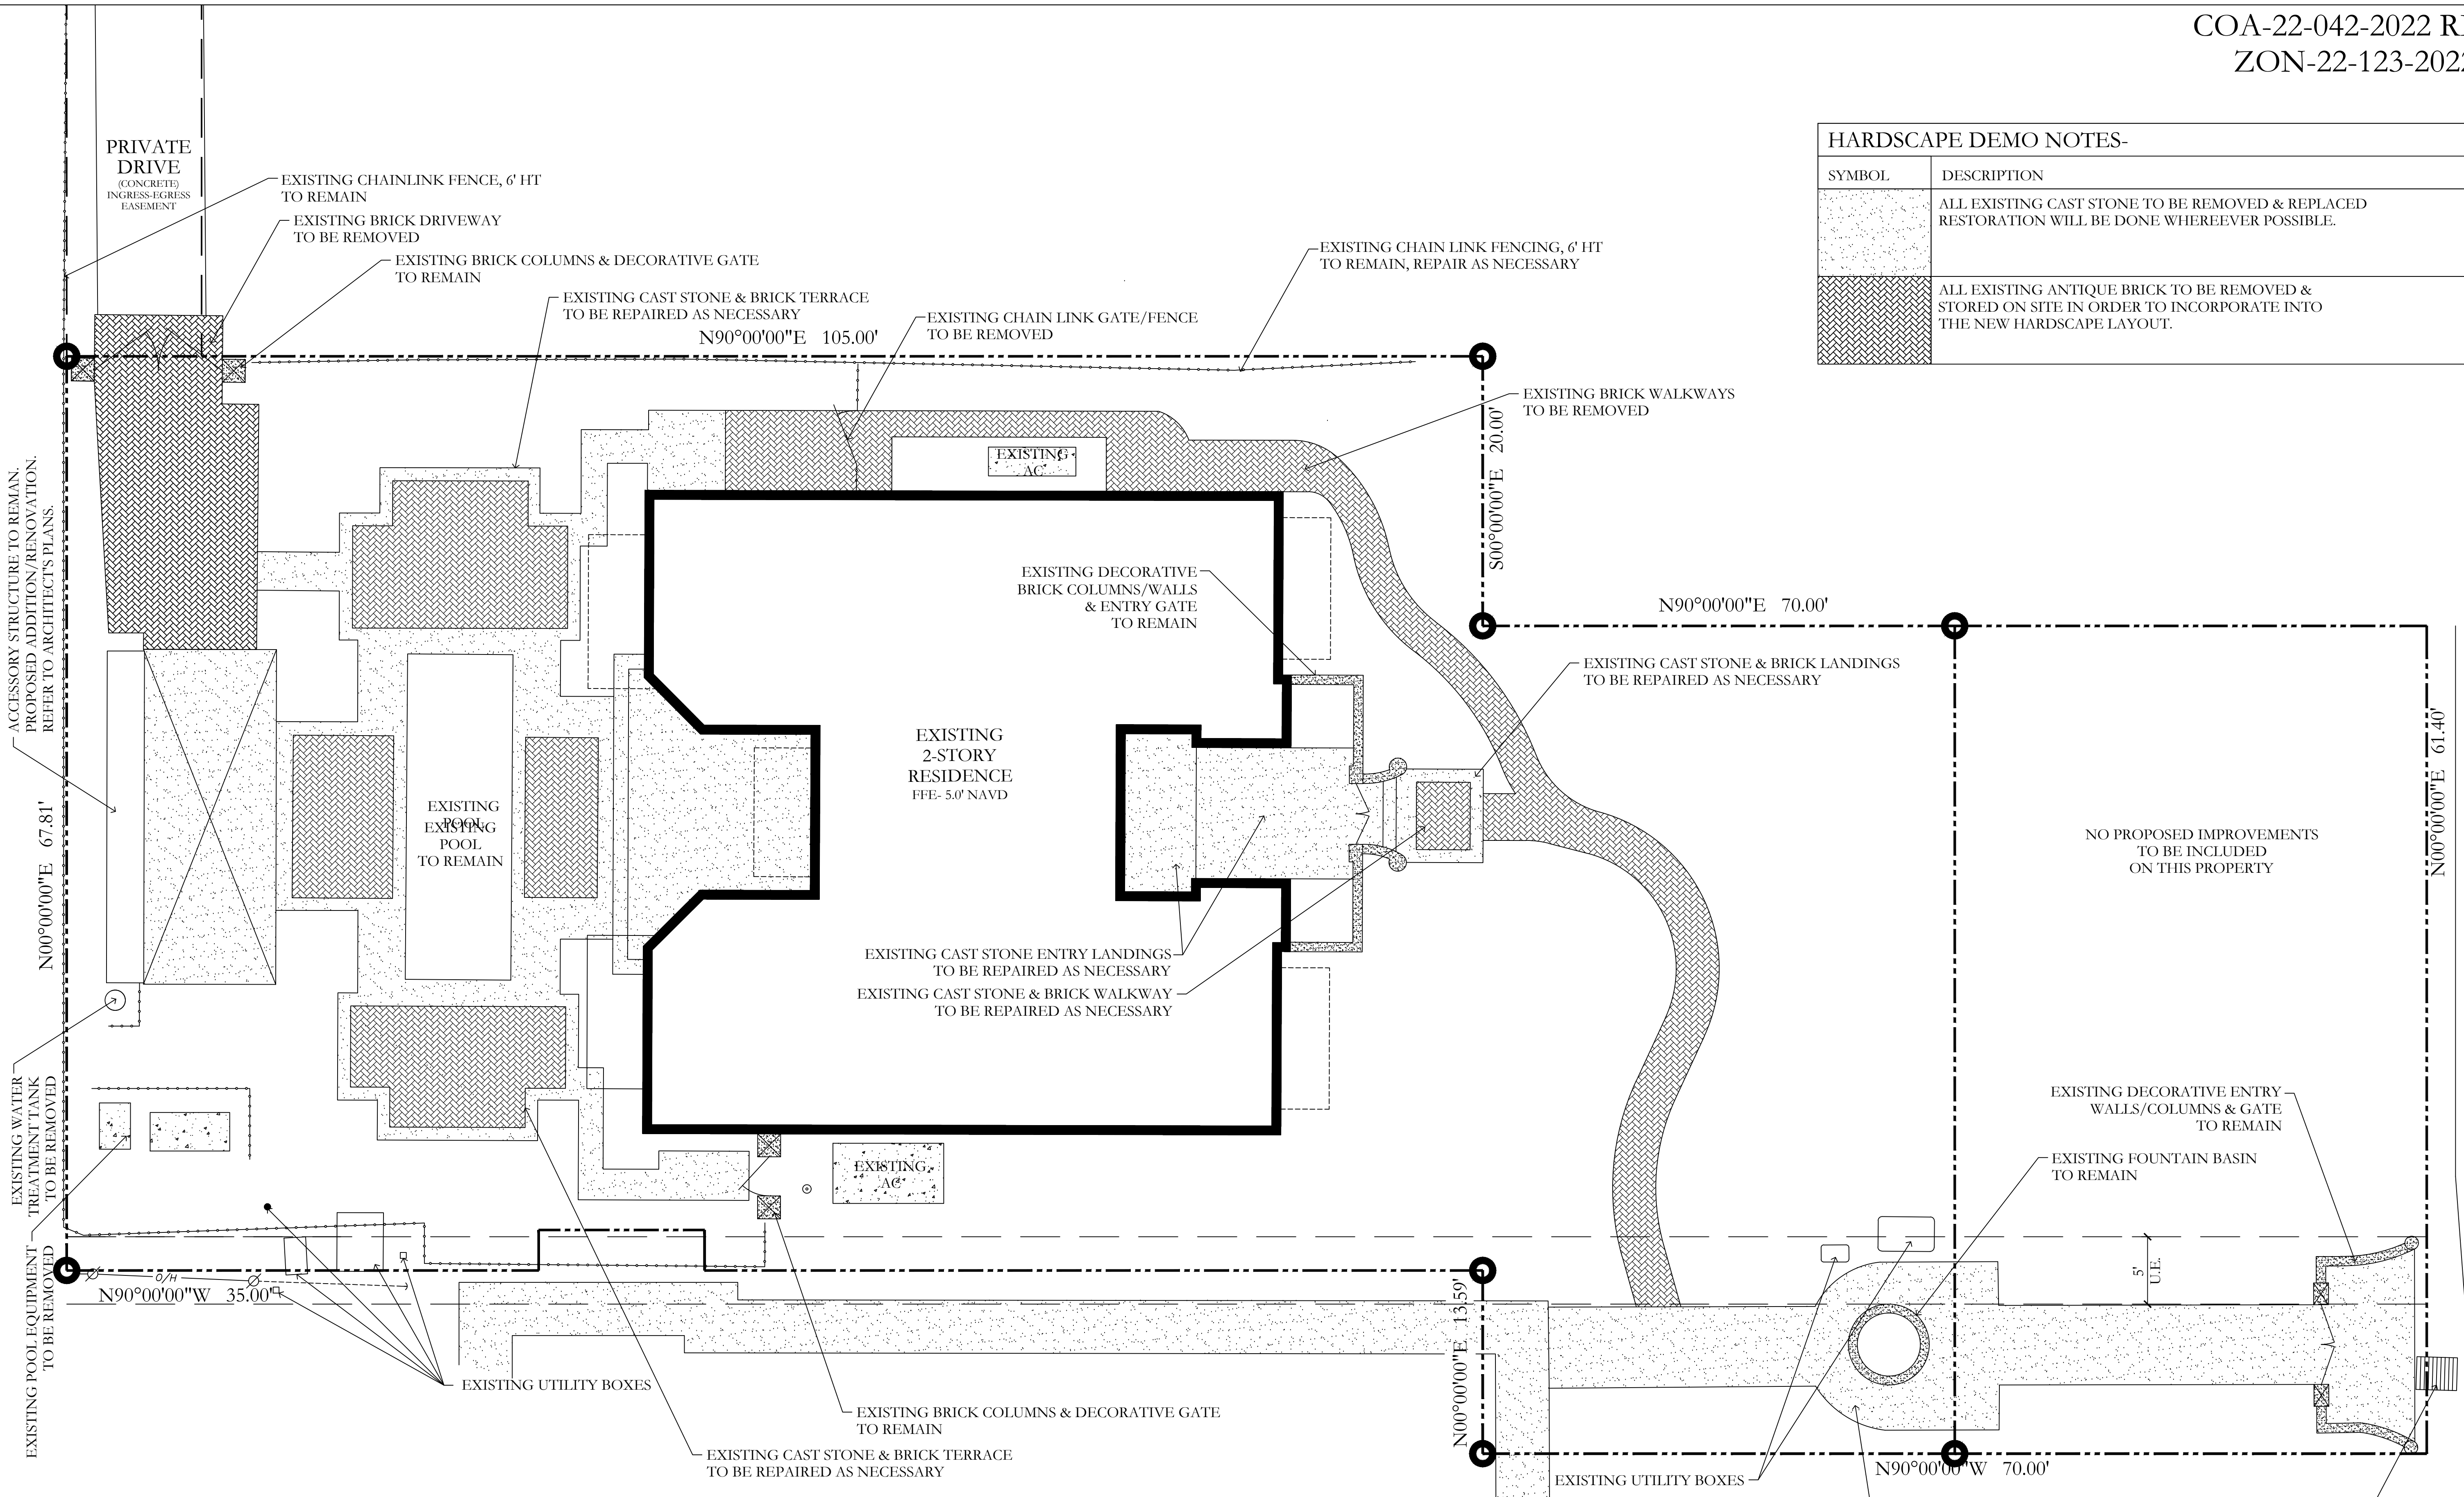 COA-22-042-2022
ZON-22-123-2022
HARDSCAPE DEMO NOTES-
SYMBOL
DESCRIPTION
ALL EXISTING CAST STONE TO BE REMOVED & REPLACED
RESTORATION WILL BE DONE WHEREEVER POSSIBLE.
ALL EXISTING ANTIQUE BRICK TO BE REMOVED &
STORED ON SITE IN ORDER TO INCORPORATE INTO
THE NEW HARDSCAPE LAYOUT.
PRIVATE
DRIVE
(CONCRETE)
INGRESS-EGRESS
EASEMENT
EXISTING CHAINLINK FENCE, 6' HT
TO REMAIN
EXISTING BRICK DRIVEWAY
TO BE REMOVED
EXISTING BRICK COLUMNS & DECORATIVE GATE
TO REMAIN
EXISTING CAST STONE & BRICK TERRACE
TO BE REPAIRED AS NECESSARY
N90°00'00"E 105.00'
EXISTING CHAIN LINK GATE/FENCE
TO BE REMOVED
EXISTING CHAIN LINK FENCING, 6' HT
TO REMAIN, REPAIR AS NECESSARY
EXISTING BRICK WALKWAYS
TO BE REMOVED
S00°00'00"E 20.00'
EXISTING
AC
ACCESSORY STRUCTURE TO REMAN.
PROPOSED ADDITION/RENOVATION.
REFER TO ARCHITECT'S PLANS.
EXISTING DECORATIVE
BRICK COLUMNS/WALLS
& ENTRY GATE
TO REMAIN
N90°00'00"E 70.00'
EXISTING CAST STONE & BRICK LANDINGS
TO BE REPAIRED AS NECESSARY
N00°00'00"E 61.40'
EXISTING
2-STORY
RESIDENCE
FFE- 5.0' NAVD
N00°00'00"E 67.81'
EXISTING
POOL
EXISTING
POOL
TO REMAIN
NO PROPOSED IMPROVEMENTS
TO BE INCLUDED
ON THIS PROPERTY
EXISTING CAST STONE ENTRY LANDINGS
TO BE REPAIRED AS NECESSARY
EXISTING CAST STONE & BRICK WALKWAY
TO BE REPAIRED AS NECESSARY
EXISTING WATER
TREATMENT TANK
TO BE REMOVED
EXISTING DECORATIVE ENTRY
WALLS/COLUMNS & GATE
TO REMAIN
EXISTING FOUNTAIN BASIN
TO REMAIN
EXISTING
AC
5'
U.E.
EXISTING POOL EQUIPMENT
TO BE REMOVED
O/H
N90°00'00"W 35.00'
N00°00'00"E 13.59'
EXISTING UTILITY BOXES
EXISTING BRICK COLUMNS & DECORATIVE GATE
TO REMAIN
EXISTING CAST STONE & BRICK TERRACE
TO BE REPAIRED AS NECESSARY
EXISTING UTILITY BOXES
N90°00'00"W 70.00'